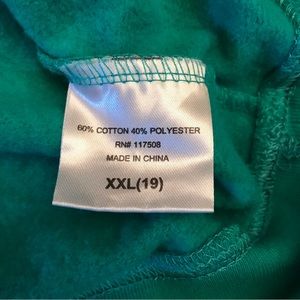 60% COTTON 40% POLYESTER
RN# 117508
MADE IN CHINA
XXL(19)